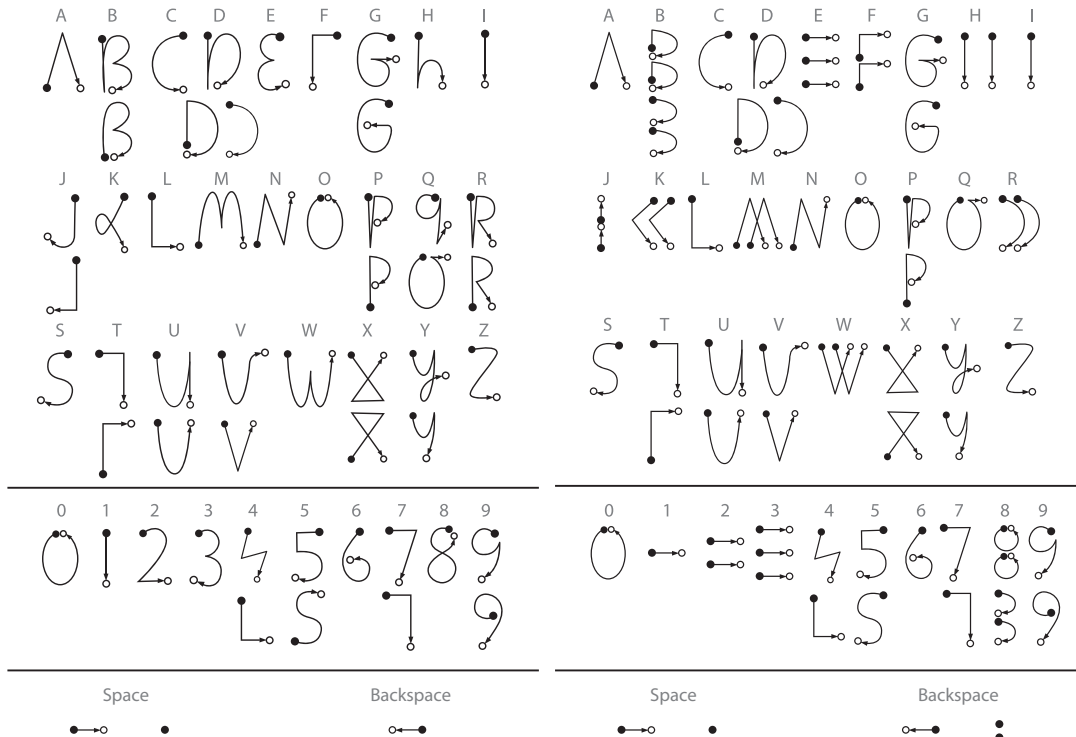 A B C D E F G H I A B C D E F G H I
J K L M N O P Q R J K L M N O P Q R
S T U V W X Y Z S T U V W X Y Z
0 1 2 3 4 5 6 7 8 9 0 1 2 3 4 5 6 7 8 9
Space Backspace Space Backspace